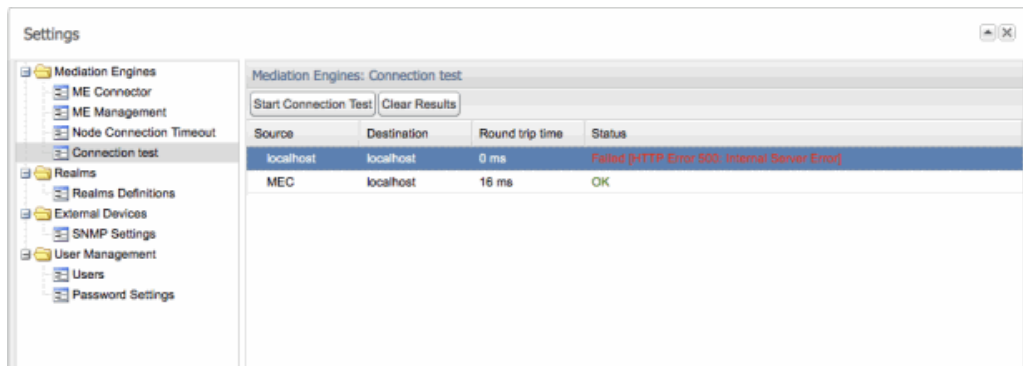 Settings
Mediation Engines
ME Connector
ME Management
Node Connection Timeout
Connection test
Realms
Realms Definitions
External Devices
SNMP Settings
User Management
Users
Password Settings
Mediation Engines: Connection test
Start Connection Test Clear Results
Source Destination Round trip time Status
localhost localhost 0 ms Failed [HTTP Error 500: Internal Server Error]
MEC localhost 16 ms OK